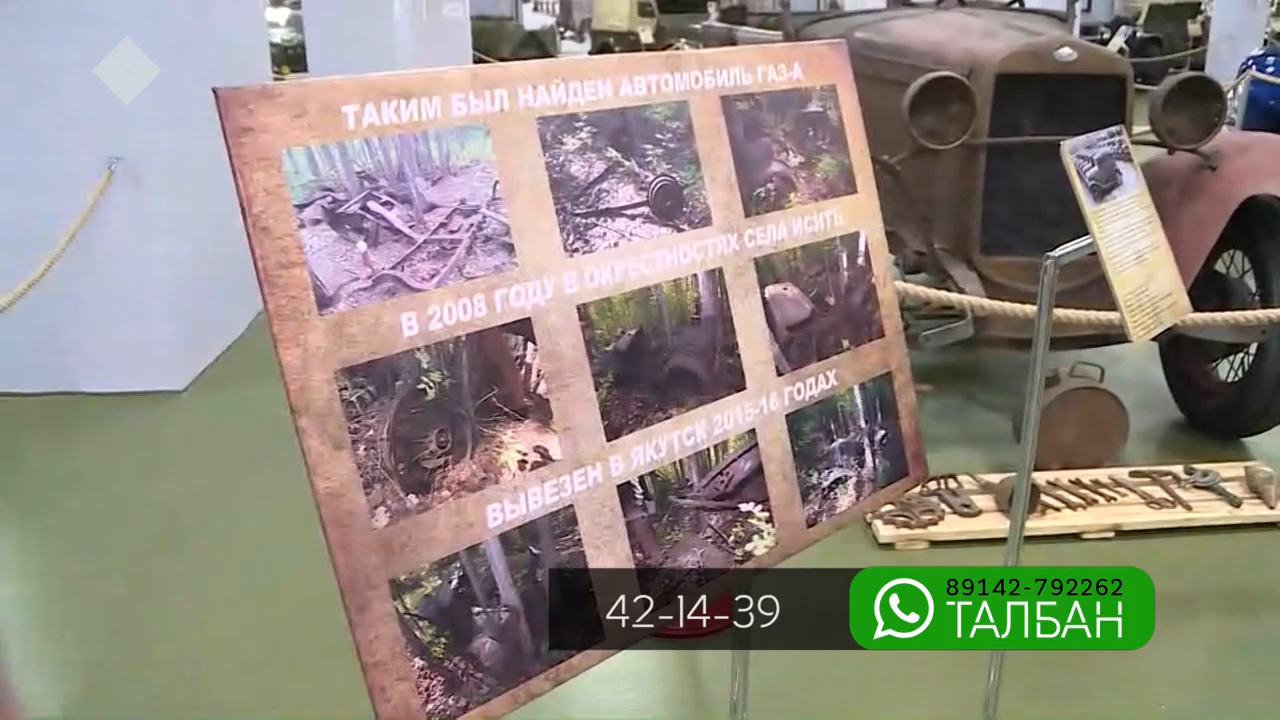 ТАКИМ БЫЛ НАЙДЕН АВТОМОБИЛЬ ГАЗ-А
В 2008 ГОДУ В ОКРЕСТНОСТЯХ СЕЛА ИСИТЬ
ВЫВЕЗЕН В ЯКУТСК 2015-16 ГОДАХ
42-14-39
89142-792262
ТАЛБАН